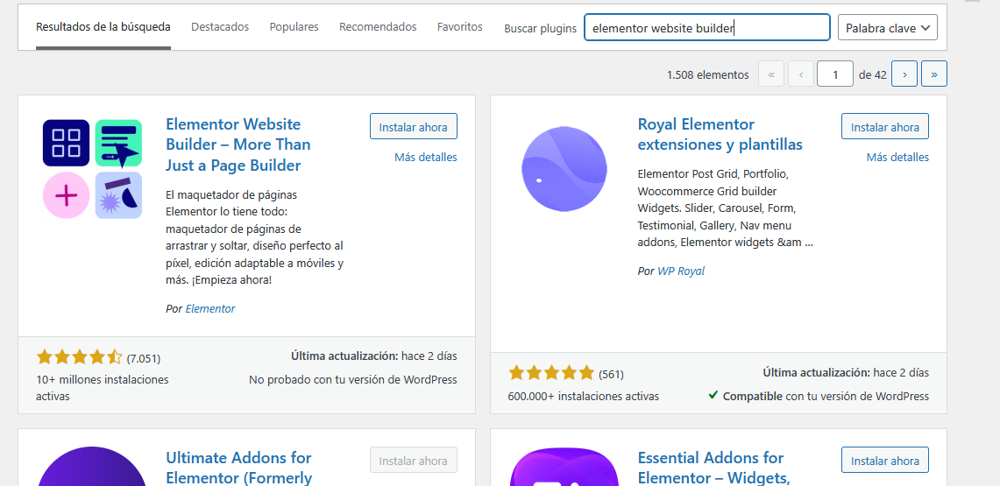 Resultados de la búsqueda Destacados Populares Recomendados Favoritos Buscar plugins elementor website builder Palabra clave
1.508 elementos « ‹ 1 de 42 › »
Elementor Website
Builder – More Than
Just a Page Builder
Instalar ahora
Más detalles
El maquetador de páginas
Elementor lo tiene todo:
maquetador de páginas de
arrastrar y soltar, diseño perfecto al
píxel, edición adaptable a móviles y
más. ¡Empieza ahora!
Por Elementor
(7.051)
10+ millones instalaciones
activas
Última actualización: hace 2 días
No probado con tu versión de WordPress
Royal Elementor
extensiones y plantillas
Instalar ahora
Más detalles
Elementor Post Grid, Portfolio,
Woocommerce Grid builder
Widgets. Slider, Carousel, Form,
Testimonial, Gallery, Nav menu
addons, Elementor widgets &am ...
Por WP Royal
(561)
600.000+ instalaciones activas
Última actualización: hace 2 días
Compatible con tu versión de WordPress
Ultimate Addons for
Elementor (Formerly
Instalar ahora
Essential Addons for
Elementor – Widgets,
Instalar ahora